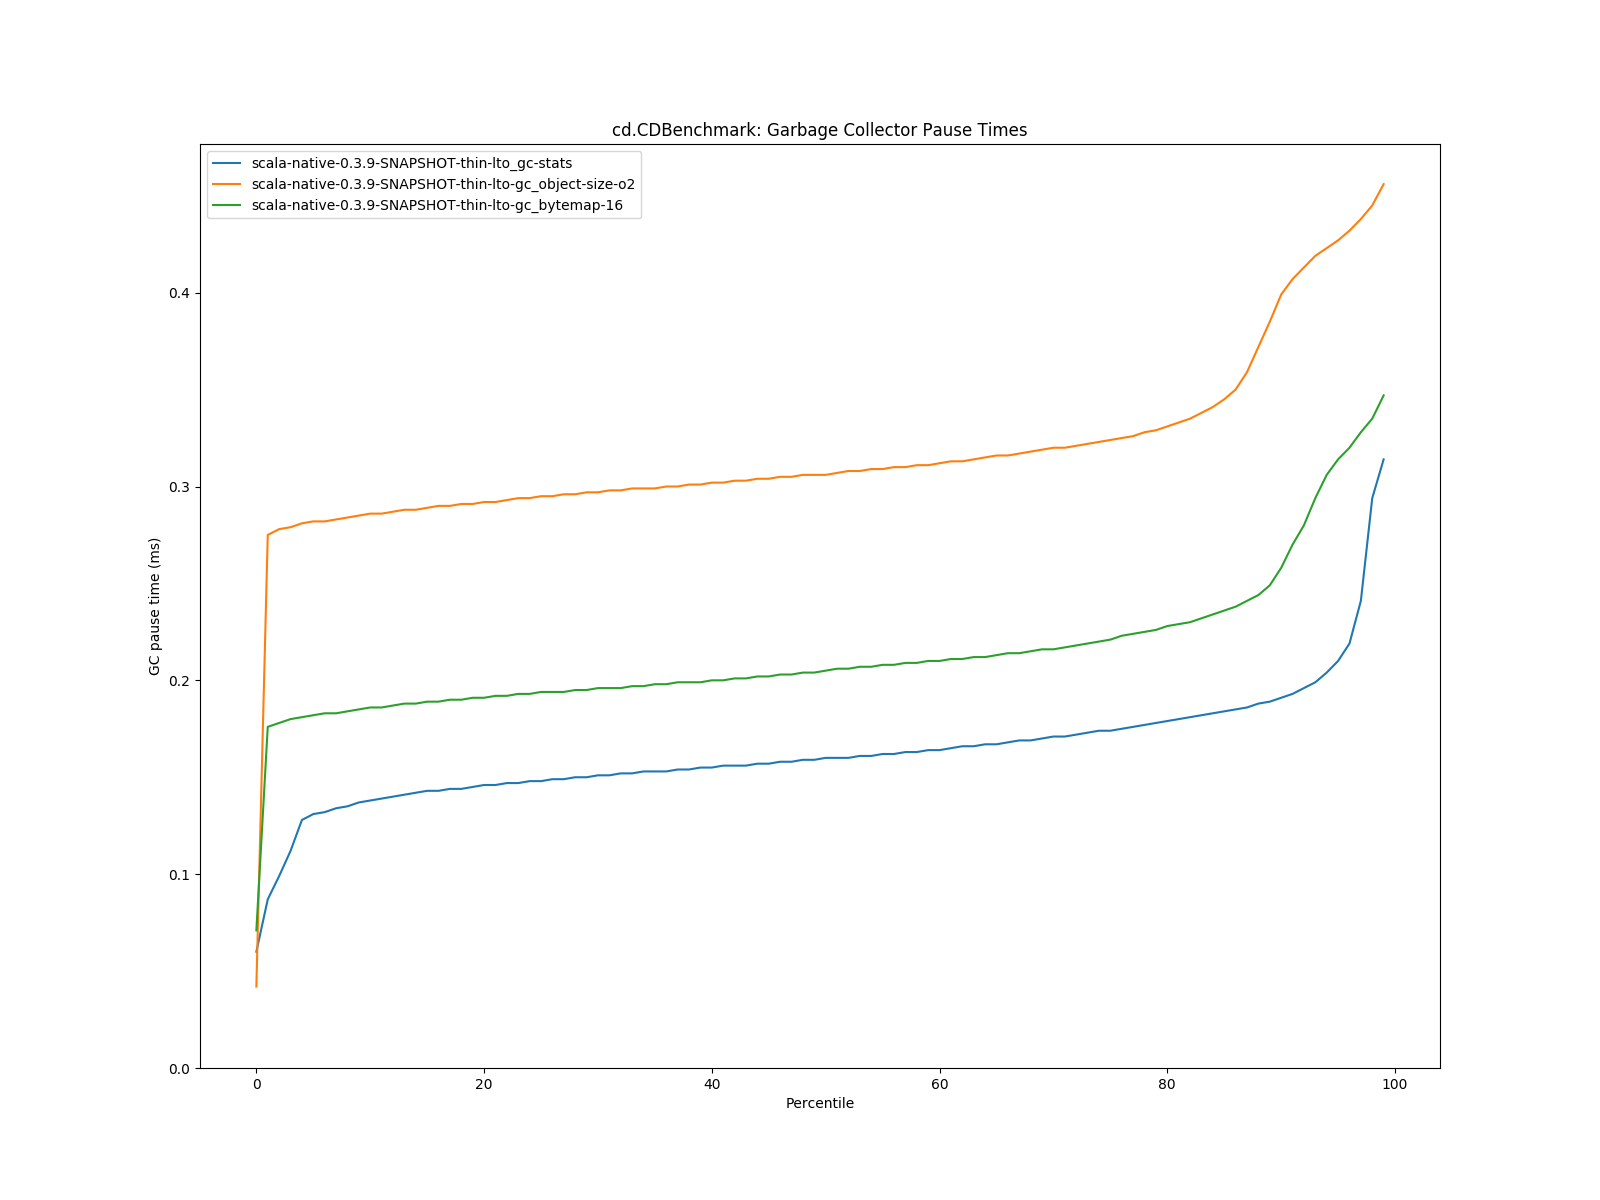 cd.CDBenchmark: Garbage Collector Pause Times
scala-native-0.3.9-SNAPSHOT-thin-lto_gc-stats
scala-native-0.3.9-SNAPSHOT-thin-lto-gc_object-size-o2
scala-native-0.3.9-SNAPSHOT-thin-lto-gc_bytemap-16
GC pause time (ms)
0.4
0.3
0.2
0.1
0.0
0 20 40 60 80 100
Percentile